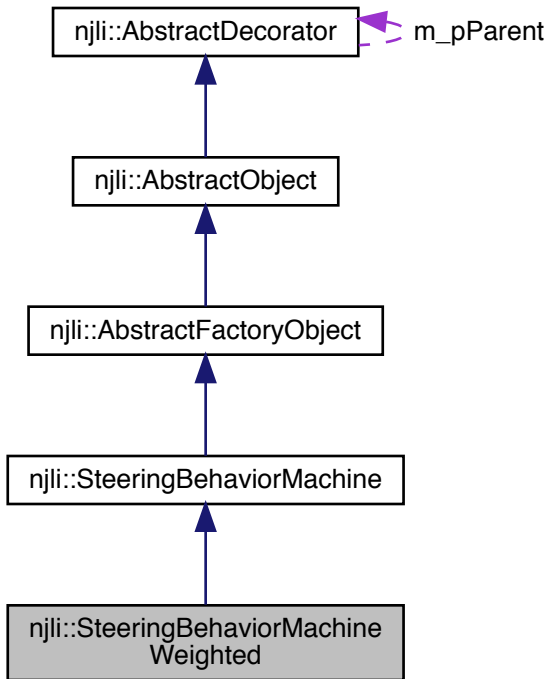 njli::AbstractDecorator
m_pParent
njli::AbstractObject
njli::AbstractFactoryObject
njli::SteeringBehaviorMachine
njli::SteeringBehaviorMachine
Weighted